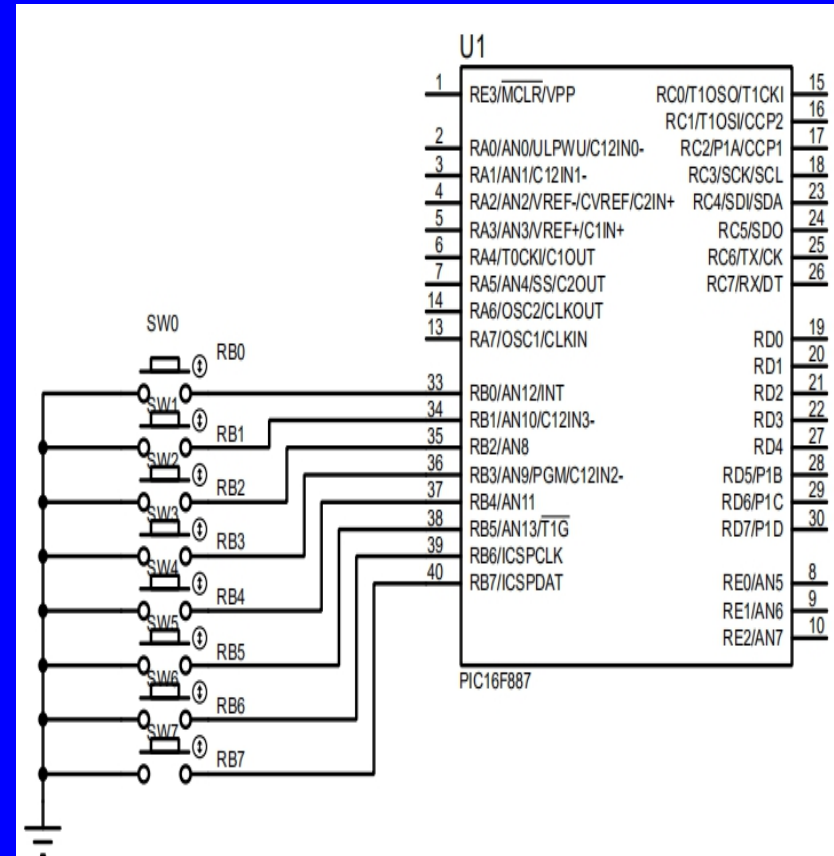 U1
1
RE3/MCLR/VPP
RC0/T1OSO/T1CKI
15
RC1/T1OSI/CCP2
16
2
RA0/AN0/ULPWU/C12IN0-
RC2/P1A/CCP1
17
3
RA1/AN1/C12IN1-
RC3/SCK/SCL
18
4
RA2/AN2/VREF-/CVREF/C2IN+
RC4/SDI/SDA
23
5
RA3/AN3/VREF+/C1IN+
RC5/SDO
24
6
RA4/T0CKI/C1OUT
RC6/TX/CK
25
7
RA5/AN4/SS/C2OUT
RC7/RX/DT
26
14
RA6/OSC2/CLKOUT
13
RA7/OSC1/CLKIN
RD0
19
RD1
20
33
RB0/AN12/INT
RD2
21
34
RB1/AN10/C12IN3-
RD3
22
35
RB2/AN8
RD4
27
36
RB3/AN9/PGM/C12IN2-
RD5/P1B
28
37
RB4/AN11
RD6/P1C
29
38
RB5/AN13/T1G
RD7/P1D
30
39
RB6/ICSPCLK
40
RB7/ICSPDAT
RE0/AN5
8
RE1/AN6
9
RE2/AN7
10
PIC16F887
SW0
RB0
SW1
RB1
SW2
RB2
SW3
RB3
SW4
RB4
SW5
RB5
SW6
RB6
SW7
RB7